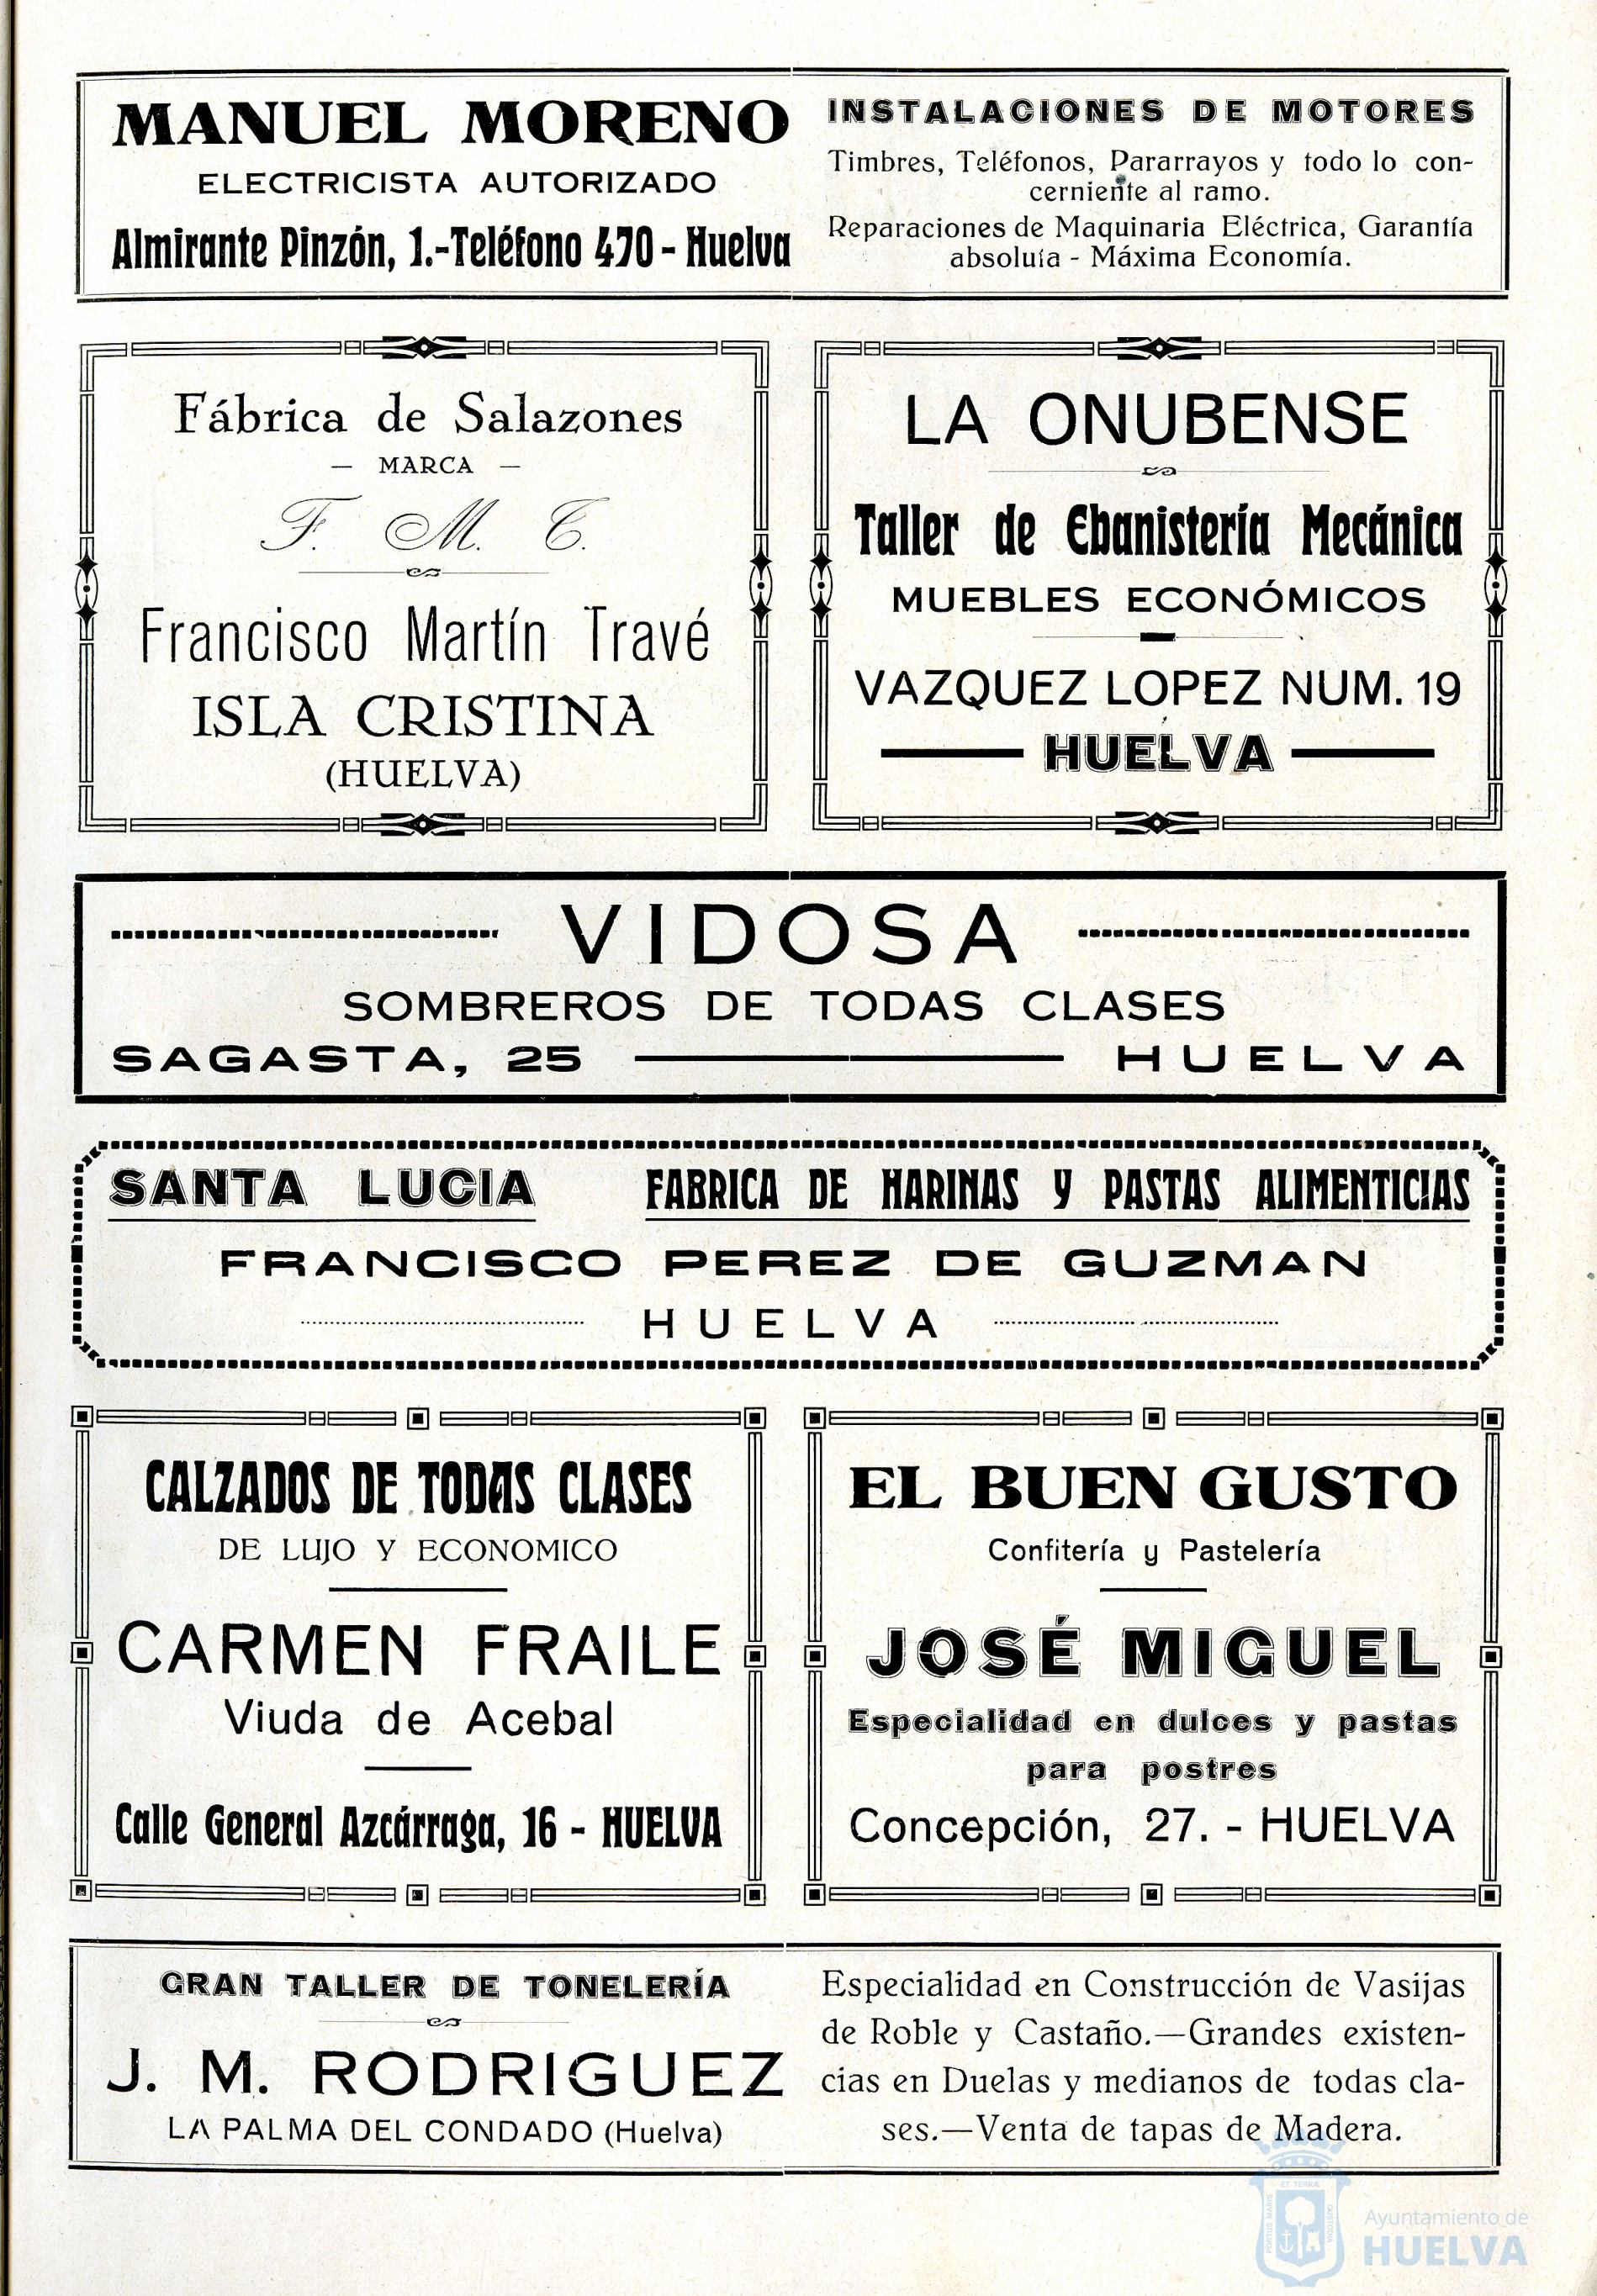 MANUEL MORENO
ELECTRICISTA AUTORIZADO
Almirante Pinzón, 1.-Teléfono 470 - Huelva
INSTALACIONES DE MOTORES
Timbres, Teléfonos, Pararrayos y todo lo con-
cerniente al ramo.
Reparaciones de Maquinaria Eléctrica, Garantía
absoluta - Máxima Economía.
Fábrica de Salazones
— MARCA —
F. M. T.
Francisco Martín Travé
ISLA CRISTINA
(HUELVA)
LA ONUBENSE
Taller de Ebanistería Mecánica
MUEBLES ECONÓMICOS
VAZQUEZ LOPEZ NUM. 19
HUELVA
VIDOSA
SOMBREROS DE TODAS CLASES
SAGASTA, 25 HUELVA
SANTA LUCIA FABRICA DE HARINAS Y PASTAS ALIMENTICIAS
FRANCISCO PEREZ DE GUZMAN
HUELVA
CALZADOS DE TODAS CLASES
DE LUJO Y ECONOMICO
CARMEN FRAILE
Viuda de Acebal
Calle General Azcárraga, 16 - HUELVA
EL BUEN GUSTO
Confitería y Pastelería
JOSÉ MIGUEL
Especialidad en dulces y pastas
para postres
Concepción, 27. - HUELVA
GRAN TALLER DE TONELERÍA
J. M. RODRIGUEZ
LA PALMA DEL CONDADO (Huelva)
Especialidad en Construcción de Vasijas
de Roble y Castaño.—Grandes existen-
cias en Duelas y medianos de todas cla-
ses.—Venta de tapas de Madera.
PORTUS MARIS ET TERRÆ CUSTODIA
Ayuntamiento de
HUELVA